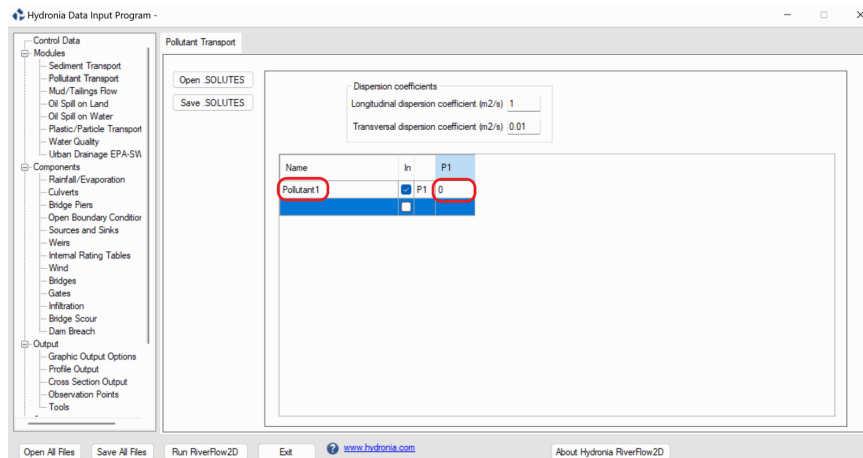 Hydronia Data Input Program -
Control Data
Modules
Sediment Transport
Pollutant Transport
Mud/Tailings Flow
Oil Spill on Land
Oil Spill on Water
Plastic/Particle Transport
Water Quality
Urban Drainage EPA-SW
Components
Rainfall/Evaporation
Culverts
Bridge Piers
Open Boundary Condition
Sources and Sinks
Weirs
Internal Rating Tables
Wind
Bridges
Gates
Infiltration
Bridge Scour
Dam Breach
Output
Graphic Output Options
Profile Output
Cross Section Output
Observation Points
Tools
Pollutant Transport
Open .SOLUTES
Save .SOLUTES
Dispersion coefficients
Longitudinal dispersion coefficient (m2/s) 1
Transversal dispersion coefficient (m2/s) 0.01
Name In P1
Pollutant1 P1 0
Open All Files Save All Files Run RiverFlow2D Exit www.hydronia.com About Hydronia RiverFlow2D